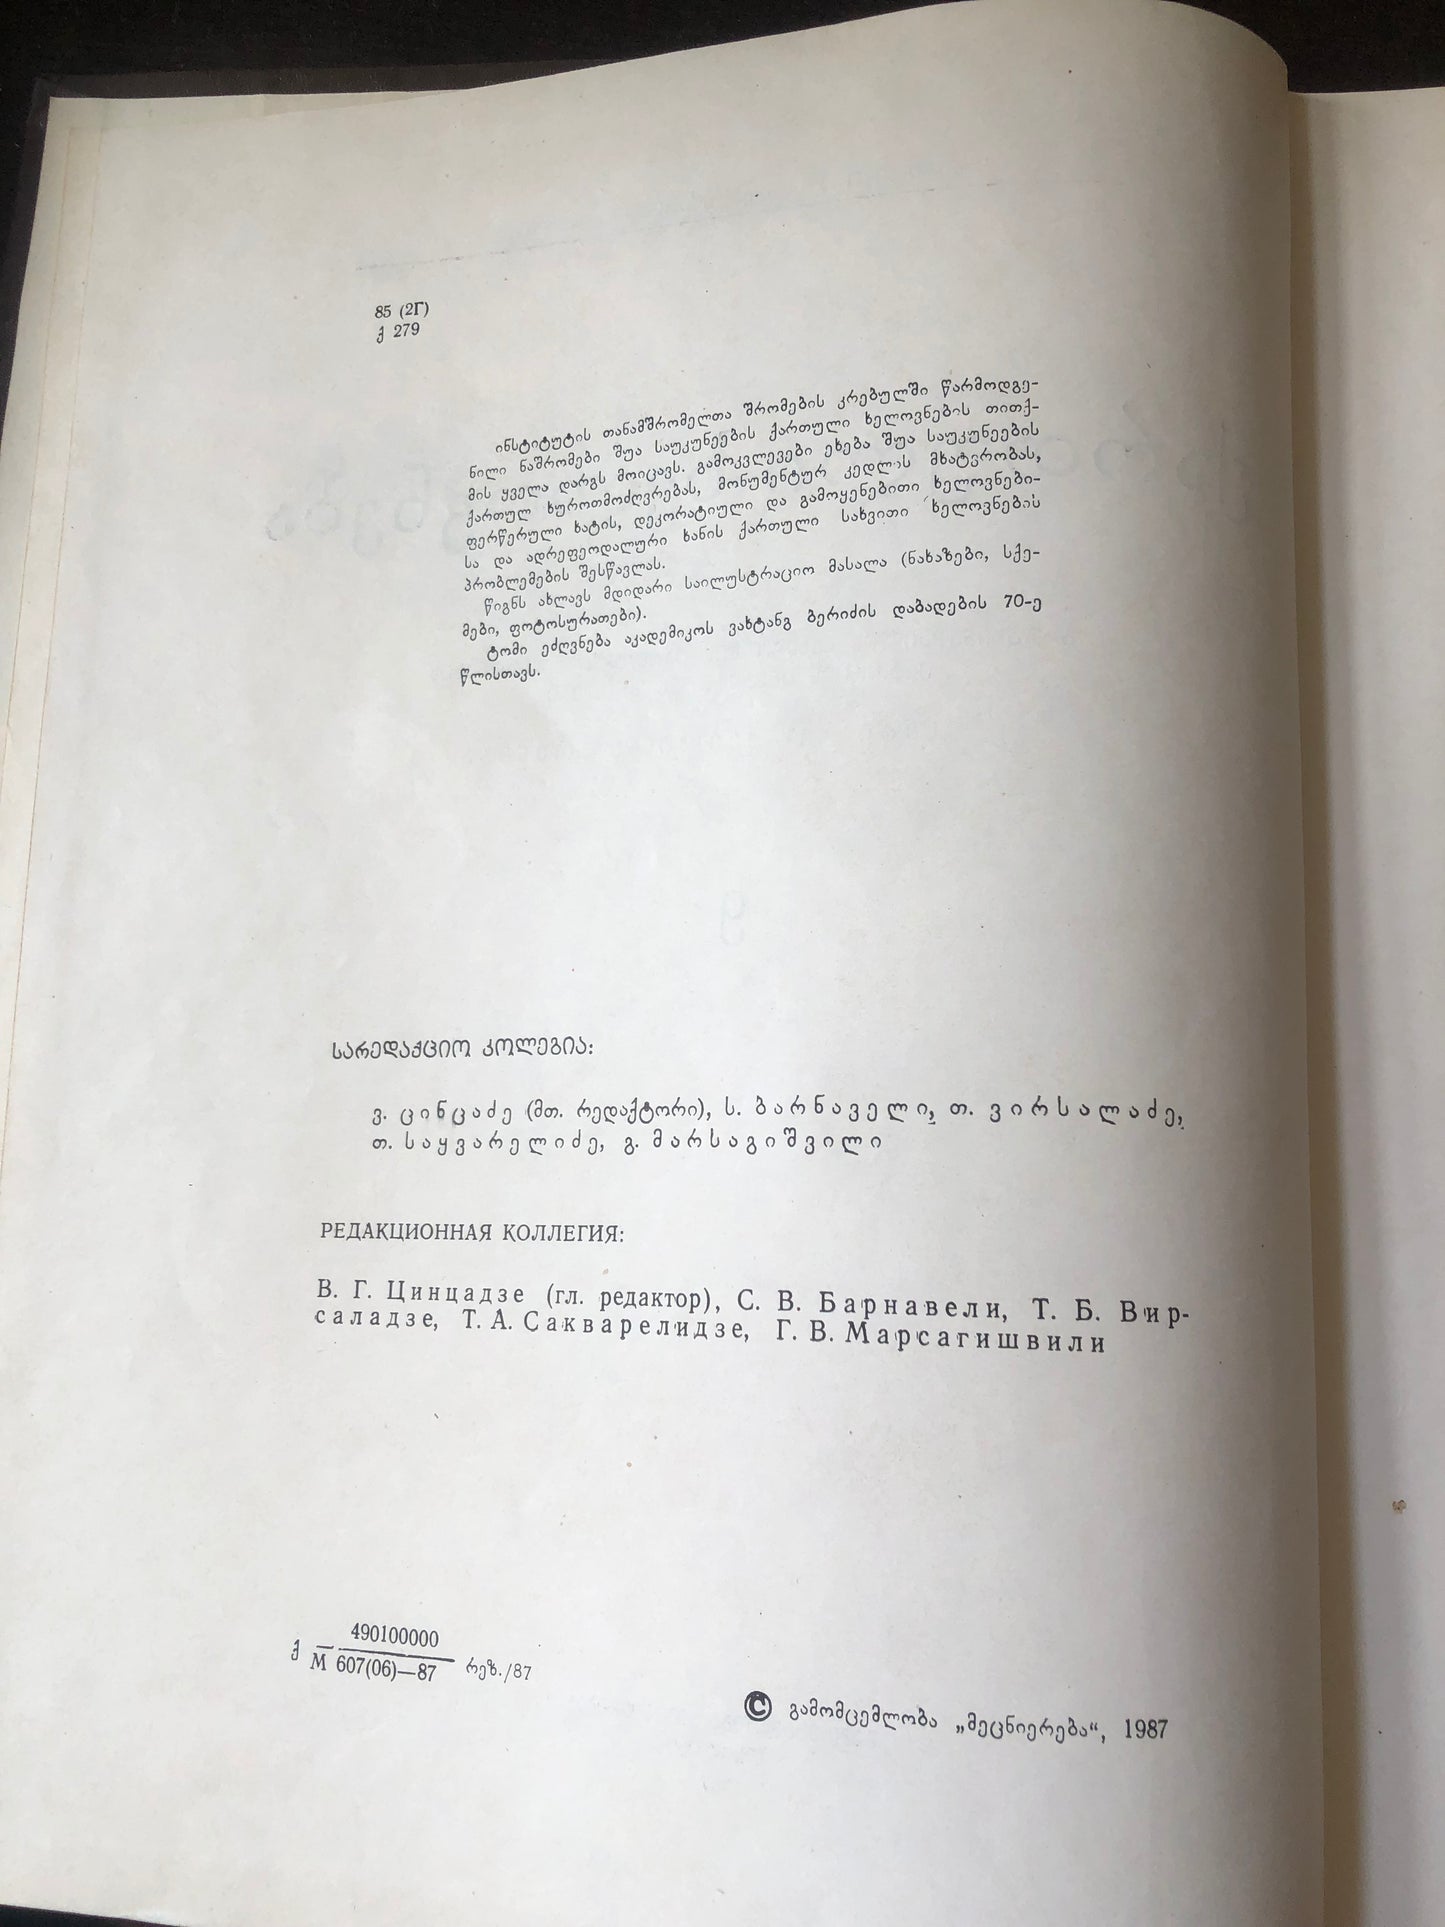 85 (2Г)
ქ 279
ინსტიტუტის თანამშრომელთა შრომების კრებულში წარმოდგე-
ნილი ნაშრომები შუა საუკუნეების ქართული ხელოვნების თითქ-
მის ყველა დარგს მოიცავს. გამოკვლევები ეხება შუა საუკუნეების
ქართულ ხუროთმოძღვრებას, მონუმენტურ კედლის მხატვრობას,
ფერწერული ხატის, დეკორატიული და გამოყენებითი ხელოვნები-
სა და ადრეფეოდალური ხანის ქართული სახვითი ხელოვნების
პრობლემების შესწავლას.
წიგნს ახლავს მდიდარი საილუსტრაციო მასალა (ნახაზები, სქე-
მები, ფოტოსურათები).
ტომი ეძღვნება აკადემიკოს ვახტანგ ბერიძის დაბადების 70-ე
წლისთავს.
სარედაქციო კოლეგია:
ვ. ცინცაძე (მთ. რედაქტორი), ს. ბარნაველი, თ. ვირსალაძე,
თ. საყვარელიძე, გ. მარსაგიშვილი
РЕДАКЦИОННАЯ КОЛЛЕГИЯ:
В. Г. Цинцадзе (гл. редактор), С. В. Барнавели, Т. Б. Вир-
саладзе, Т. А. Сакварелидзе, Г. В. Марсагишвили
490100000
ქ М 607(06)—87 რეზ./87
© გამომცემლობა „მეცნიერება“, 1987